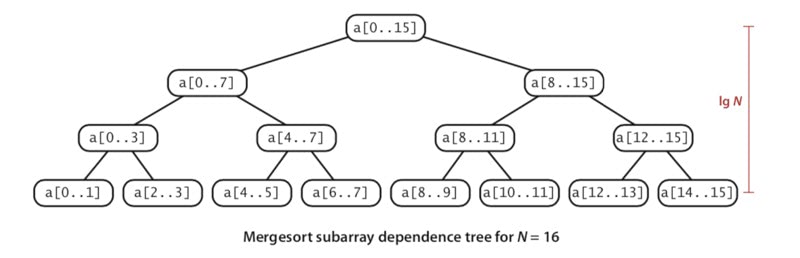 a[0..15]
a[0..7] a[8..15]
lg N
a[0..3] a[4..7] a[8..11] a[12..15]
a[0..1] a[2..3] a[4..5] a[6..7] a[8..9] a[10..11] a[12..13] a[14..15]
Mergesort subarray dependence tree for N = 16